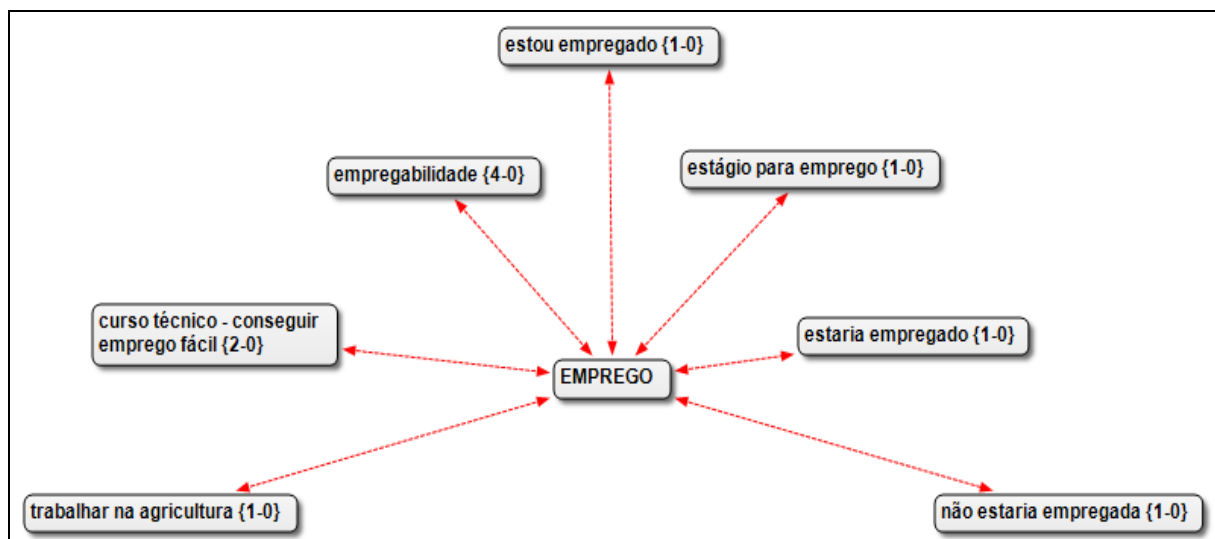 estou empregado {1-0}
empregabilidade {4-0}
estágio para emprego {1-0}
curso técnico - conseguir
emprego fácil {2-0}
estaria empregado {1-0}
EMPREGO
trabalhar na agricultura {1-0}
não estaria empregada {1-0}